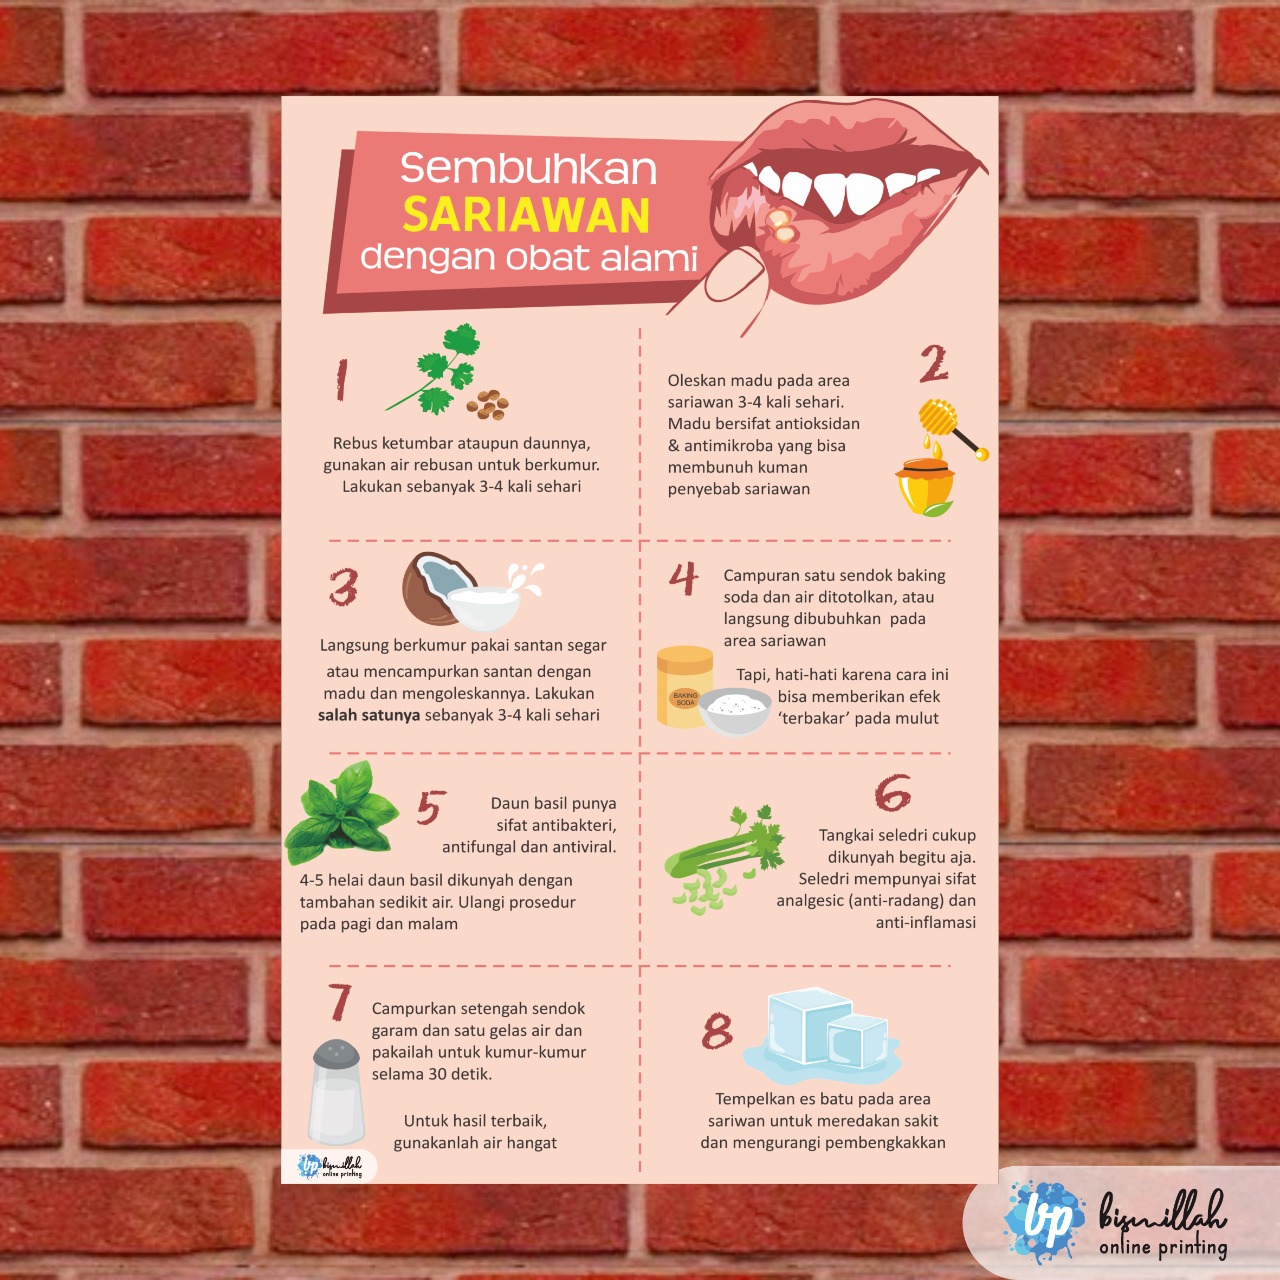 Sembuhkan
SARIAWAN
dengan obat alami
1
Rebus ketumbar ataupun daunnya,
gunakan air rebusan untuk berkumur.
Lakukan sebanyak 3-4 kali sehari
2
Oleskan madu pada area
sariawan 3-4 kali sehari.
Madu bersifat antioksidan
& antimikroba yang bisa
membunuh kuman
penyebab sariawan
3
Langsung berkumur pakai santan segar
atau mencampurkan santan dengan
madu dan mengoleskannya. Lakukan
salah satunya sebanyak 3-4 kali sehari
4
Campuran satu sendok baking
soda dan air ditotolkan, atau
langsung dibubuhkan  pada
area sariawan
BAKING
SODA
Tapi, hati-hati karena cara ini
bisa memberikan efek
‘terbakar’ pada mulut
5
Daun basil punya
sifat antibakteri,
antifungal dan antiviral.
4-5 helai daun basil dikunyah dengan
tambahan sedikit air. Ulangi prosedur
pada pagi dan malam
6
Tangkai seledri cukup
dikunyah begitu aja.
Seledri mempunyai sifat
analgesic (anti-radang) dan
anti-inflamasi
7
Campurkan setengah sendok
garam dan satu gelas air dan
pakailah untuk kumur-kumur
selama 30 detik.
Untuk hasil terbaik,
gunakanlah air hangat
8
Tempelkan es batu pada area
sariwan untuk meredakan sakit
dan mengurangi pembengkakkan
bp bismillah
online printing
bp bismillah
online printing